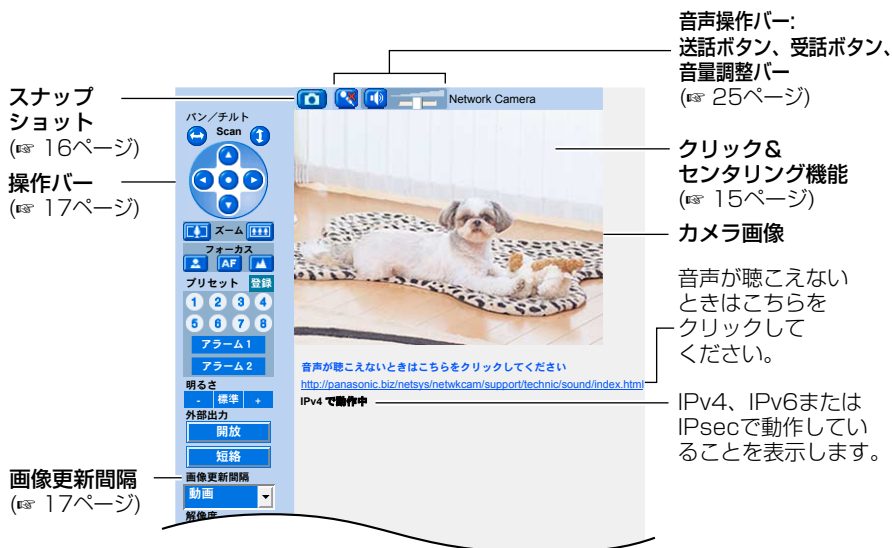 音声操作バー:
送話ボタン、受話ボタン、
音量調整バー
(☞ 25ページ)
スナップ
ショット
(☞ 16ページ)
操作バー
(☞ 17ページ)
画像更新間隔
(☞ 17ページ)
Network Camera
パン／チルト
Scan
ズーム
フォーカス
AF
プリセット 登録
1 2 3 4
5 6 7 8
アラーム1
アラーム2
明るさ
- 標準 +
外部出力
開放
短絡
画像更新間隔
動画
解像度
音声が聴こえないときはこちらをクリックしてください
http://panasonic.biz/netsys/netwkcam/support/technic/sound/index.html
IPv4 で動作中
クリック＆
センタリング機能
(☞ 15ページ)
カメラ画像
音声が聴こえない
ときはこちらを
クリックして
ください。
IPv4、IPv6または
IPsecで動作してい
ることを表示します。